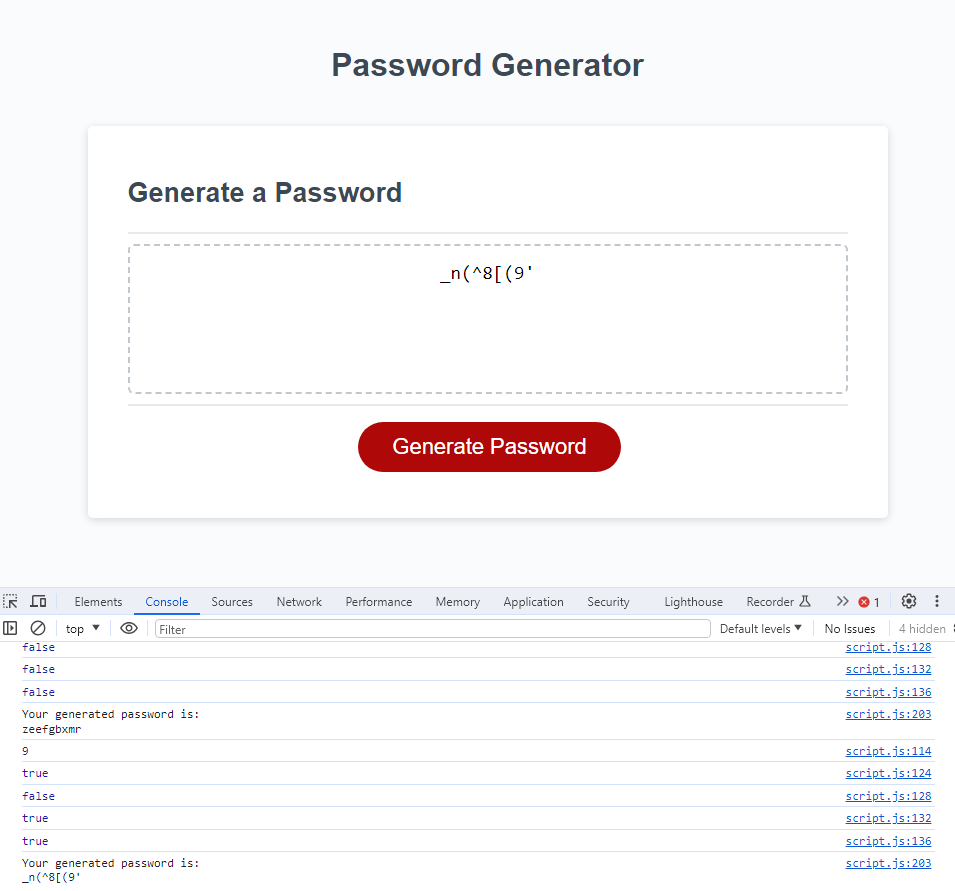 Password Generator
Generate a Password
_n(^8[(9'
Generate Password
Elements Console Sources Network Performance Memory Application Security Lighthouse Recorder 1
top Filter Default levels No Issues 4 hidden
false script.js:128
false script.js:132
false script.js:136
Your generated password is: script.js:203
zeefgbxmr
9 script.js:114
true script.js:124
false script.js:128
true script.js:132
true script.js:136
Your generated password is: script.js:203
_n(^8[(9'